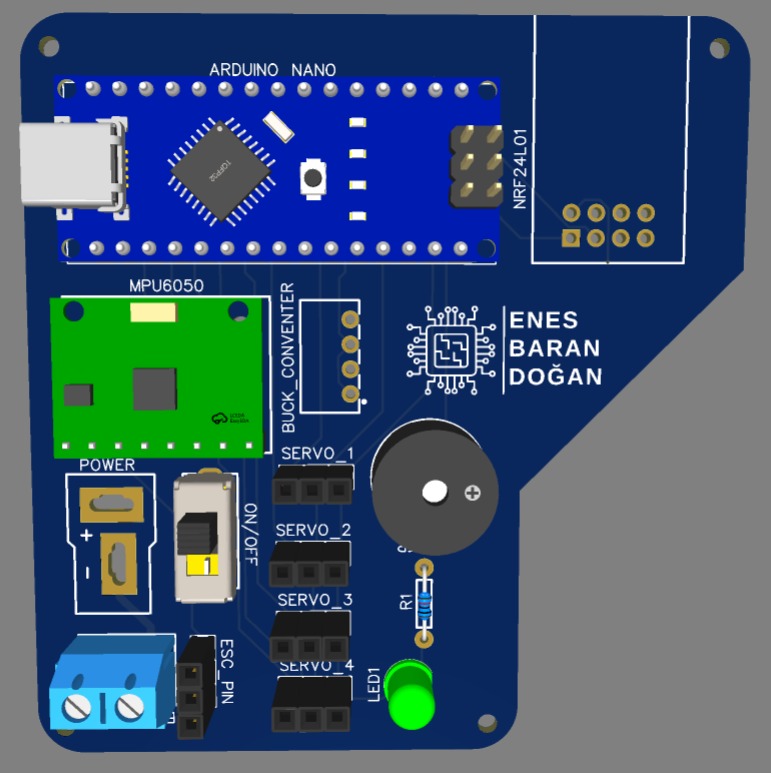 ARDUINO NANO
TQFP32
NRF24L01
MPU6050
BUCK_CONVENTER
ENES
BARAN
DOĞAN
POWER
+
-
ON/OFF
1
SERVO_1
SERVO_2
SERVO_3
SERVO_4
R1
LED1
ESC_PIN